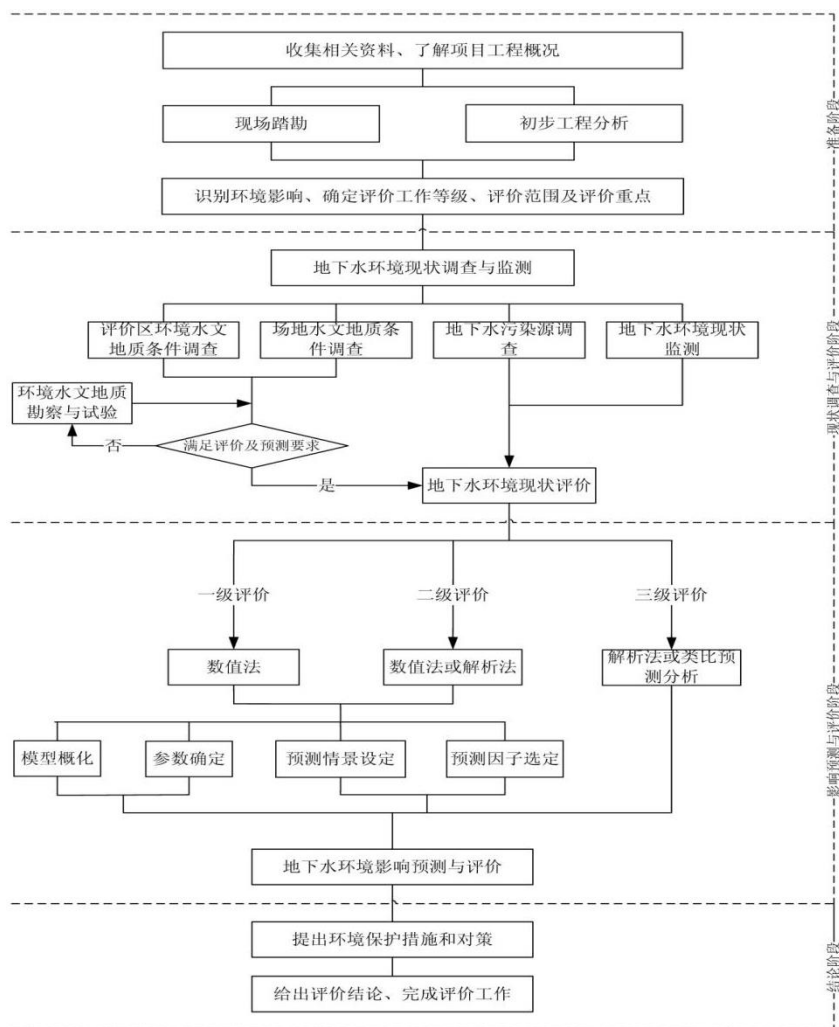 收集相关资料、了解项目工程概况
现场踏勘
初步工程分析
识别环境影响、确定评价工作等级、评价范围及评价重点
准备阶段
地下水环境现状调查与监测
评价区环境水文
地质条件调查
场地水文地质条
件调查
地下水污染源调
查
地下水环境现状
监测
环境水文地质
勘察与试验
否
满足评价及预测要求
是
地下水环境现状评价
现状调查与评价阶段
一级评价
二级评价
三级评价
数值法
数值法或解析法
解析法或类比预
测分析
模型概化
参数确定
预测情景设定
预测因子选定
地下水环境影响预测与评价
影响预测与评价阶段
提出环境保护措施和对策
给出评价结论、完成评价工作
结论阶段